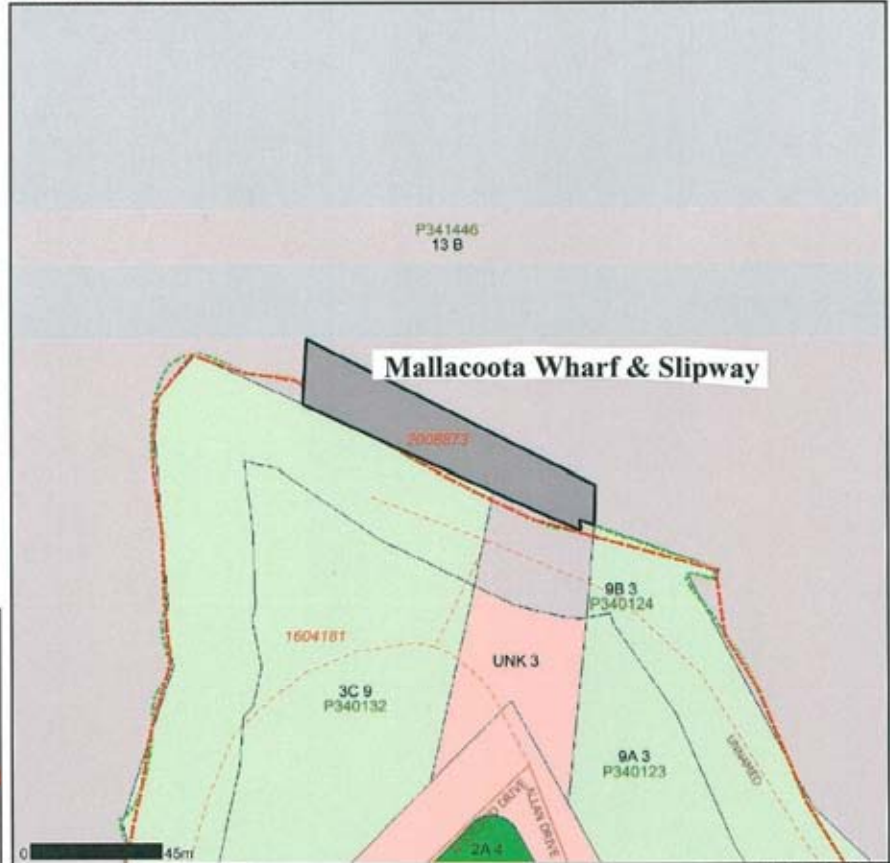 P341446
13 B
Mallacoota Wharf & Slipway
2008873
9B 3
P340124
1604181
UNK 3
3C 9
P340132
9A 3
P340123
UNNAMED
DRIVE
ALLAN DRIVE
2A 4
0 45m